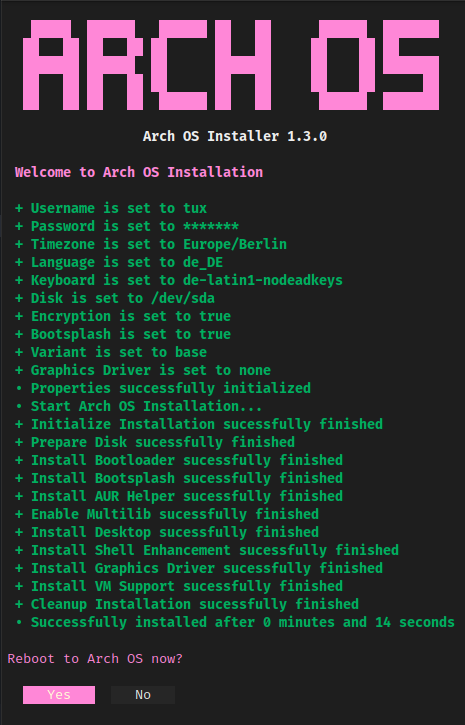 ARCH OS
Arch OS Installer 1.3.0
Welcome to Arch OS Installation
+ Username is set to tux
+ Password is set to *******
+ Timezone is set to Europe/Berlin
+ Language is set to de_DE
+ Keyboard is set to de-latin1-nodeadkeys
+ Disk is set to /dev/sda
+ Encryption is set to true
+ Bootsplash is set to true
+ Variant is set to base
+ Graphics Driver is set to none
• Properties successfully initialized
• Start Arch OS Installation...
+ Initialize Installation sucessfully finished
+ Prepare Disk sucessfully finished
+ Install Bootloader sucessfully finished
+ Install Bootsplash sucessfully finished
+ Install AUR Helper sucessfully finished
+ Enable Multilib sucessfully finished
+ Install Desktop sucessfully finished
+ Install Shell Enhancement sucessfully finished
+ Install Graphics Driver sucessfully finished
+ Install VM Support sucessfully finished
+ Cleanup Installation sucessfully finished
• Successfully installed after 0 minutes and 14 seconds
Reboot to Arch OS now?
Yes No